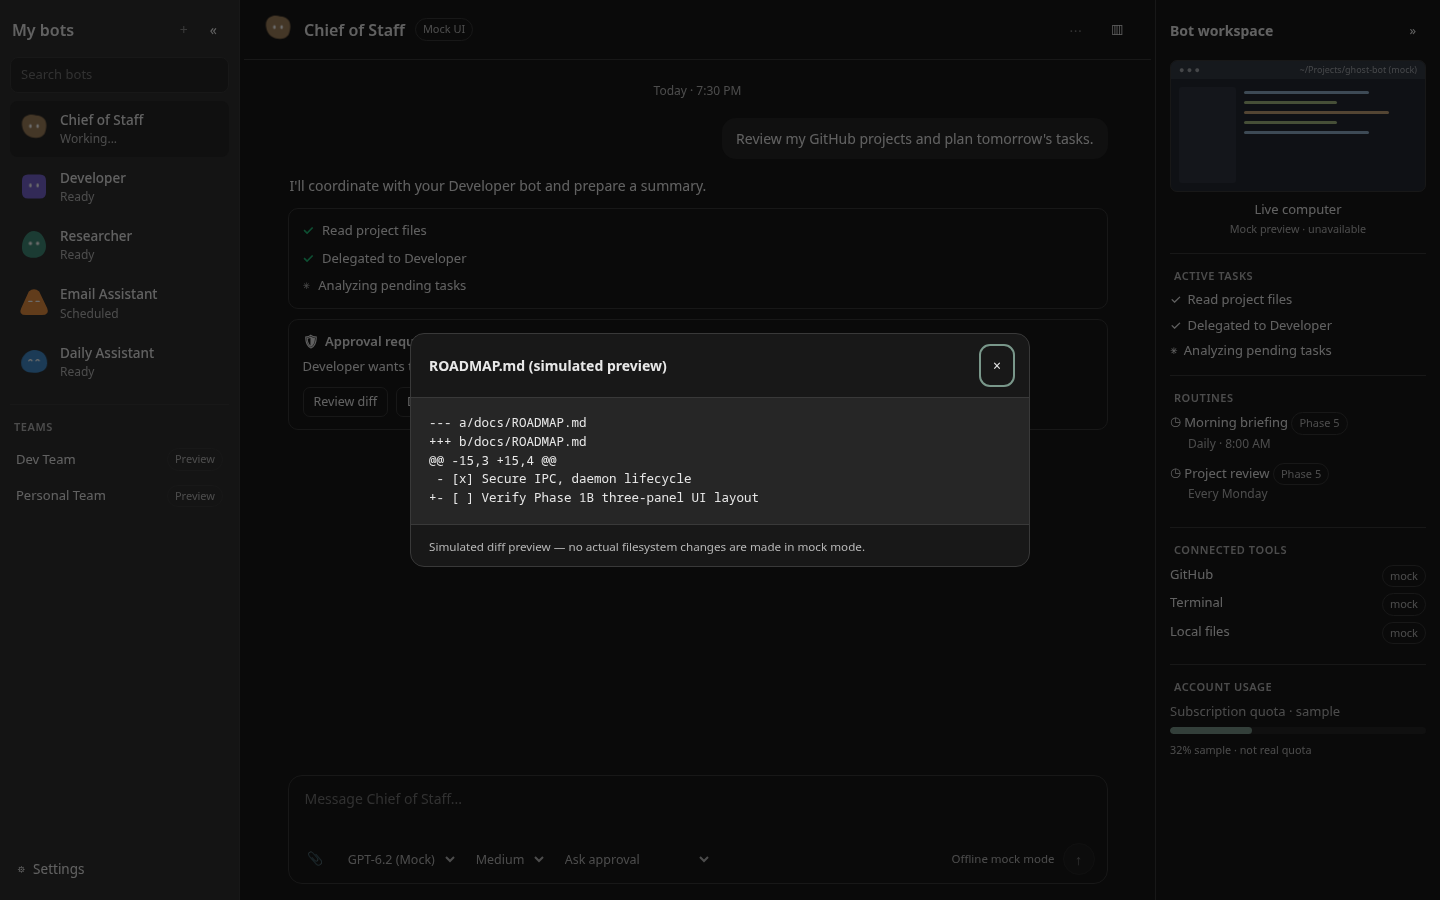 My bots
+
«
Search bots
Chief of Staff
Working...
Developer
Ready
Researcher
Ready
Email Assistant
Scheduled
Daily Assistant
Ready
TEAMS
Dev Team
Preview
Personal Team
Preview
Settings
Chief of Staff
Mock UI
...
Today · 7:30 PM
Review my GitHub projects and plan tomorrow's tasks.
I'll coordinate with your Developer bot and prepare a summary.
✓ Read project files
✓ Delegated to Developer
Analyzing pending tasks
Approval requ
Developer wants
Review diff
ROADMAP.md (simulated preview)
×
--- a/docs/ROADMAP.md
+++ b/docs/ROADMAP.md
@@ -15,3 +15,4 @@
 - [x] Secure IPC, daemon lifecycle
+- [ ] Verify Phase 1B three-panel UI layout
Simulated diff preview — no actual filesystem changes are made in mock mode.
Message Chief of Staff...
GPT-6.2 (Mock)
Medium
Ask approval
Offline mock mode
↑
Bot workspace
»
~/Projects/ghost-bot (mock)
Live computer
Mock preview · unavailable
ACTIVE TASKS
✓ Read project files
✓ Delegated to Developer
Analyzing pending tasks
ROUTINES
Morning briefing Phase 5
Daily · 8:00 AM
Project review Phase 5
Every Monday
CONNECTED TOOLS
GitHub mock
Terminal mock
Local files mock
ACCOUNT USAGE
Subscription quota · sample
32% sample · not real quota